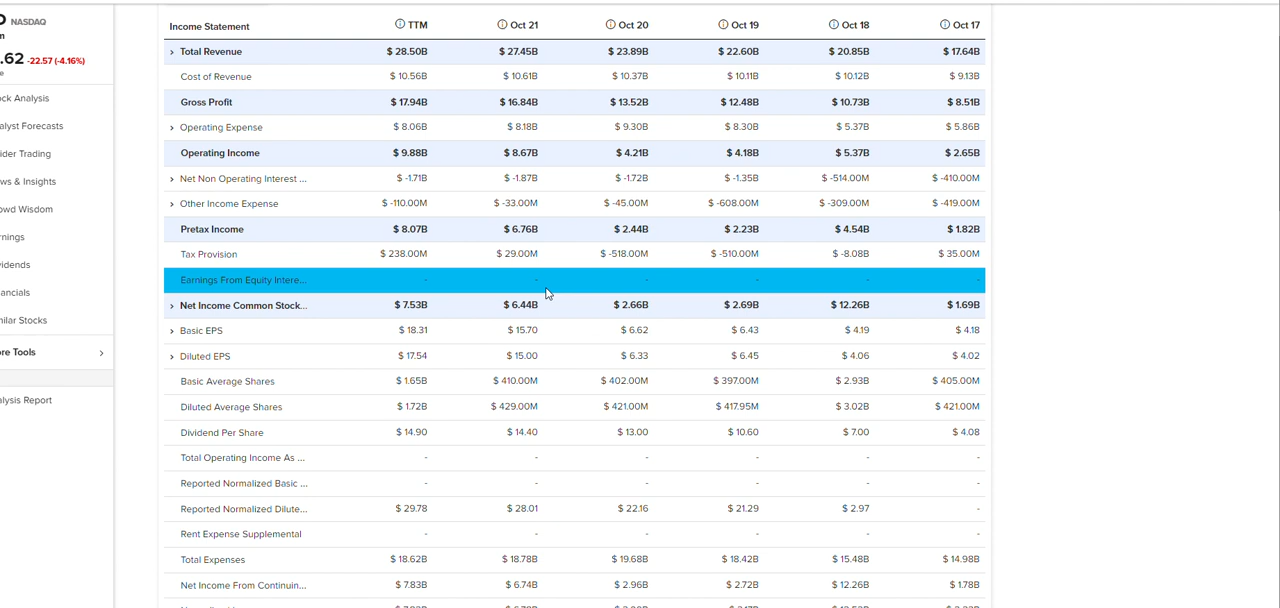 NASDAQ
.62 -22.57 (-4.16%)
ock Analysis
alyst Forecasts
ider Trading
ws & Insights
owd Wisdom
rnings
vidends
ancials
milar Stocks
re Tools
alysis Report
Income Statement TTM Oct 21 Oct 20 Oct 19 Oct 18 Oct 17
Total Revenue $ 28.50B $ 27.45B $ 23.89B $ 22.60B $ 20.85B $ 17.64B
Cost of Revenue $ 10.56B $ 10.61B $ 10.37B $ 10.11B $ 10.12B $ 9.13B
Gross Profit $ 17.94B $ 16.84B $ 13.52B $ 12.48B $ 10.73B $ 8.51B
Operating Expense $ 8.06B $ 8.18B $ 9.30B $ 8.30B $ 5.37B $ 5.86B
Operating Income $ 9.88B $ 8.67B $ 4.21B $ 4.18B $ 5.37B $ 2.65B
Net Non Operating Interest ... $ -1.71B $ -1.87B $ -1.72B $ -1.35B $ -514.00M $ -410.00M
Other Income Expense $ -110.00M $ -33.00M $ -45.00M $ -608.00M $ -309.00M $ -419.00M
Pretax Income $ 8.07B $ 6.76B $ 2.44B $ 2.23B $ 4.54B $ 1.82B
Tax Provision $ 238.00M $ 29.00M $ -518.00M $ -510.00M $ -8.08B $ 35.00M
Earnings From Equity Intere... - - - - - -
Net Income Common Stock... $ 7.53B $ 6.44B $ 2.66B $ 2.69B $ 12.26B $ 1.69B
Basic EPS $ 18.31 $ 15.70 $ 6.62 $ 6.43 $ 4.19 $ 4.18
Diluted EPS $ 17.54 $ 15.00 $ 6.33 $ 6.45 $ 4.06 $ 4.02
Basic Average Shares $ 1.65B $ 410.00M $ 402.00M $ 397.00M $ 2.93B $ 405.00M
Diluted Average Shares $ 1.72B $ 429.00M $ 421.00M $ 417.95M $ 3.02B $ 421.00M
Dividend Per Share $ 14.90 $ 14.40 $ 13.00 $ 10.60 $ 7.00 $ 4.08
Total Operating Income As ... - - - - - -
Reported Normalized Basic ... - - - - - -
Reported Normalized Dilute... $ 29.78 $ 28.01 $ 22.16 $ 21.29 $ 2.97 -
Rent Expense Supplemental - - - - - -
Total Expenses $ 18.62B $ 18.78B $ 19.68B $ 18.42B $ 15.48B $ 14.98B
Net Income From Continuin... $ 7.83B $ 6.74B $ 2.96B $ 2.72B $ 12.26B $ 1.78B